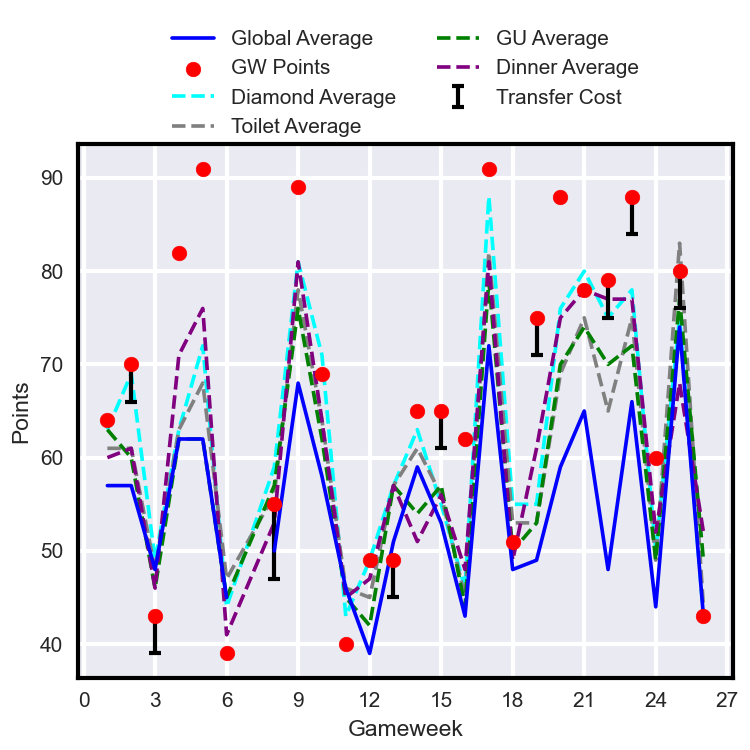 Global Average
GW Points
Diamond Average
Toilet Average
GU Average
Dinner Average
Transfer Cost
Points
90
80
70
60
50
40
0 3 6 9 12 15 18 21 24 27
Gameweek